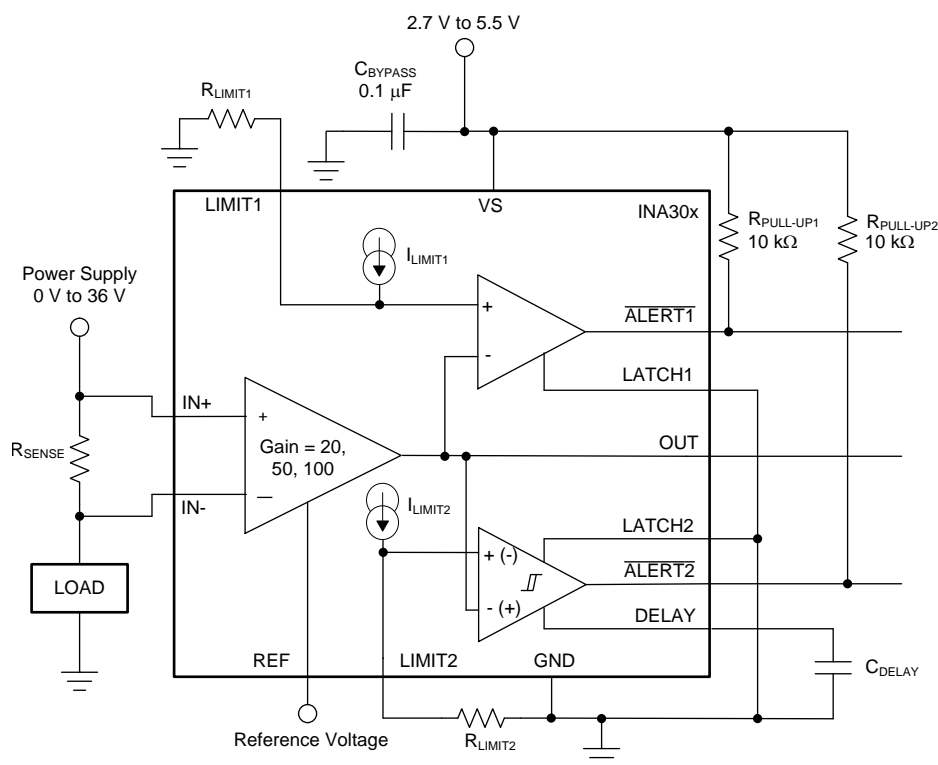 2.7 V to 5.5 V
CBYPASS
0.1 μF
RLIMIT1
LIMIT1
VS
INA30x
RPULL-UP1
10 kΩ
RPULL-UP2
10 kΩ
ILIMIT1
Power Supply
0 V to 36 V
+
-
ALERT1
LATCH1
IN+
+
RSENSE
Gain = 20,
50, 100
OUT
IN-
−
ILIMIT2
LATCH2
+ (-)
ALERT2
LOAD
- (+)
DELAY
REF
LIMIT2
GND
CDELAY
Reference Voltage
RLIMIT2